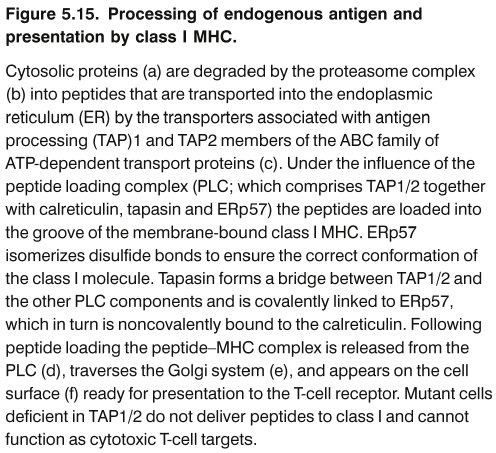 Figure 5.15. Processing of endogenous antigen and
presentation by class I MHC.
Cytosolic proteins (a) are degraded by the proteasome complex
(b) into peptides that are transported into the endoplasmic
reticulum (ER) by the transporters associated with antigen
processing (TAP)1 and TAP2 members of the ABC family of
ATP-dependent transport proteins (c). Under the influence of the
peptide loading complex (PLC; which comprises TAP1/2 together
with calreticulin, tapasin and ERp57) the peptides are loaded into
the groove of the membrane-bound class I MHC. ERp57
isomerizes disulfide bonds to ensure the correct conformation of
the class I molecule. Tapasin forms a bridge between TAP1/2 and
the other PLC components and is covalently linked to ERp57,
which in turn is noncovalently bound to the calreticulin. Following
peptide loading the peptide–MHC complex is released from the
PLC (d), traverses the Golgi system (e), and appears on the cell
surface (f) ready for presentation to the T-cell receptor. Mutant cells
deficient in TAP1/2 do not deliver peptides to class I and cannot
function as cytotoxic T-cell targets.